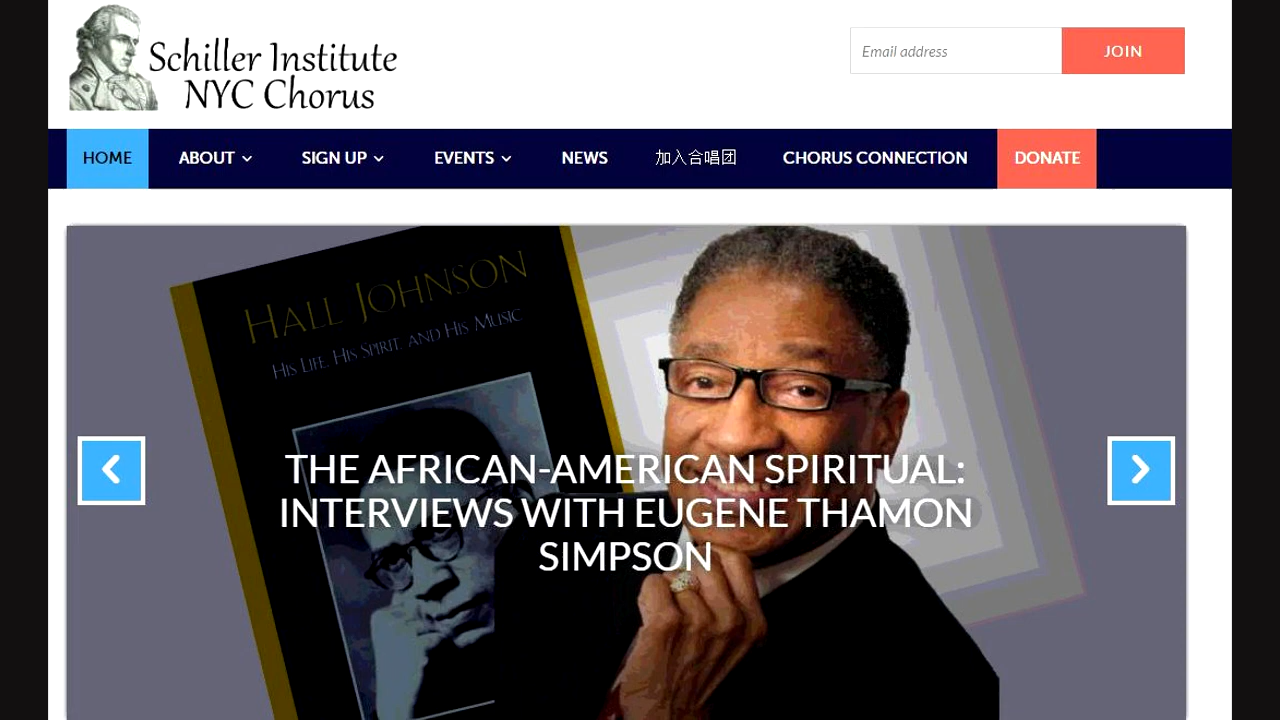 Schiller Institute
NYC Chorus
Email address
JOIN
HOME
ABOUT
SIGN UP
EVENTS
NEWS
加入合唱团
CHORUS CONNECTION
DONATE
HALL JOHNSON
HIS LIFE, HIS SPIRIT, AND HIS MUSIC
THE AFRICAN-AMERICAN SPIRITUAL:
INTERVIEWS WITH EUGENE THAMON
SIMPSON